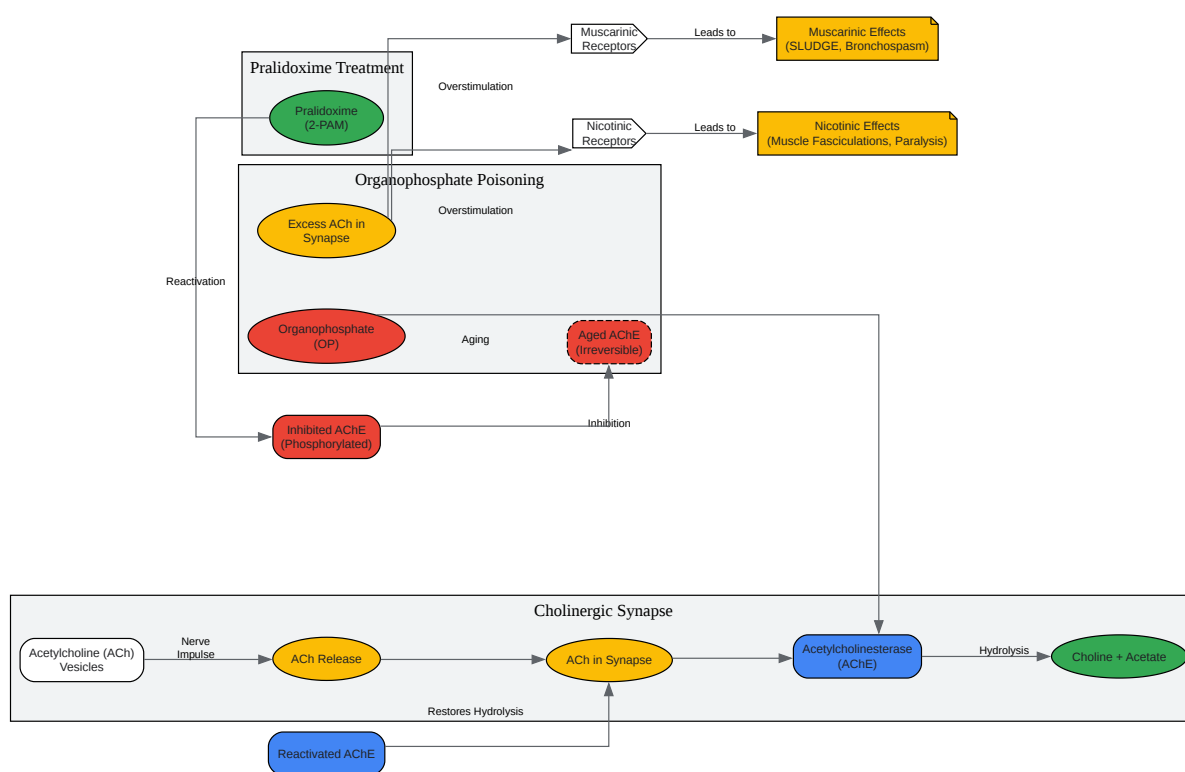 Muscarinic
Receptors
Leads to
Muscarinic Effects
(SLUDGE, Bronchospasm)
Pralidoxime Treatment
Pralidoxime
(2-PAM)
Overstimulation
Nicotinic
Receptors
Leads to
Nicotinic Effects
(Muscle Fasciculations, Paralysis)
Organophosphate Poisoning
Excess ACh in
Synapse
Overstimulation
Reactivation
Organophosphate
(OP)
Aging
Aged AChE
(Irreversible)
Inhibited AChE
(Phosphorylated)
Inhibition
Cholinergic Synapse
Acetylcholine (ACh)
Vesicles
Nerve
Impulse
ACh Release
ACh in Synapse
Acetylcholinesterase
(AChE)
Hydrolysis
Choline + Acetate
Restores Hydrolysis
Reactivated AChE